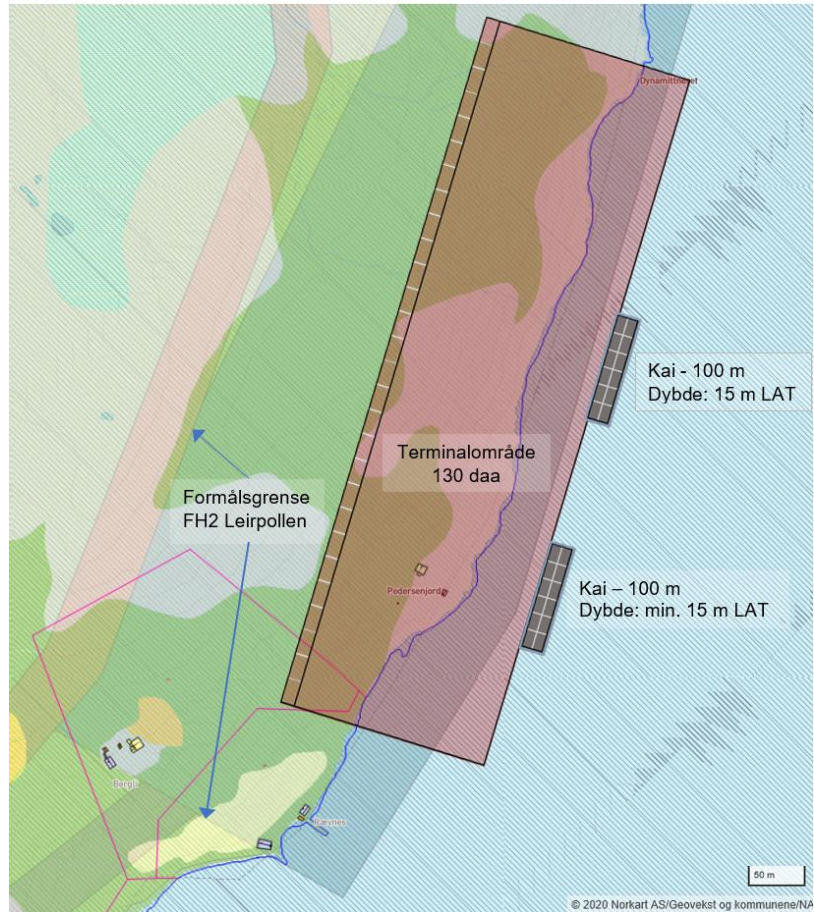 Dynamittneset
Kai - 100 m
Dybde: 15 m LAT
Terminalområde
130 daa
Formålsgrense
FH2 Leirpollen
Kai – 100 m
Dybde: min. 15 m LAT
Pedersenjorda
Bergli
Rævnes
50 m
© 2020 Norkart AS/Geovekst og kommunene/NA